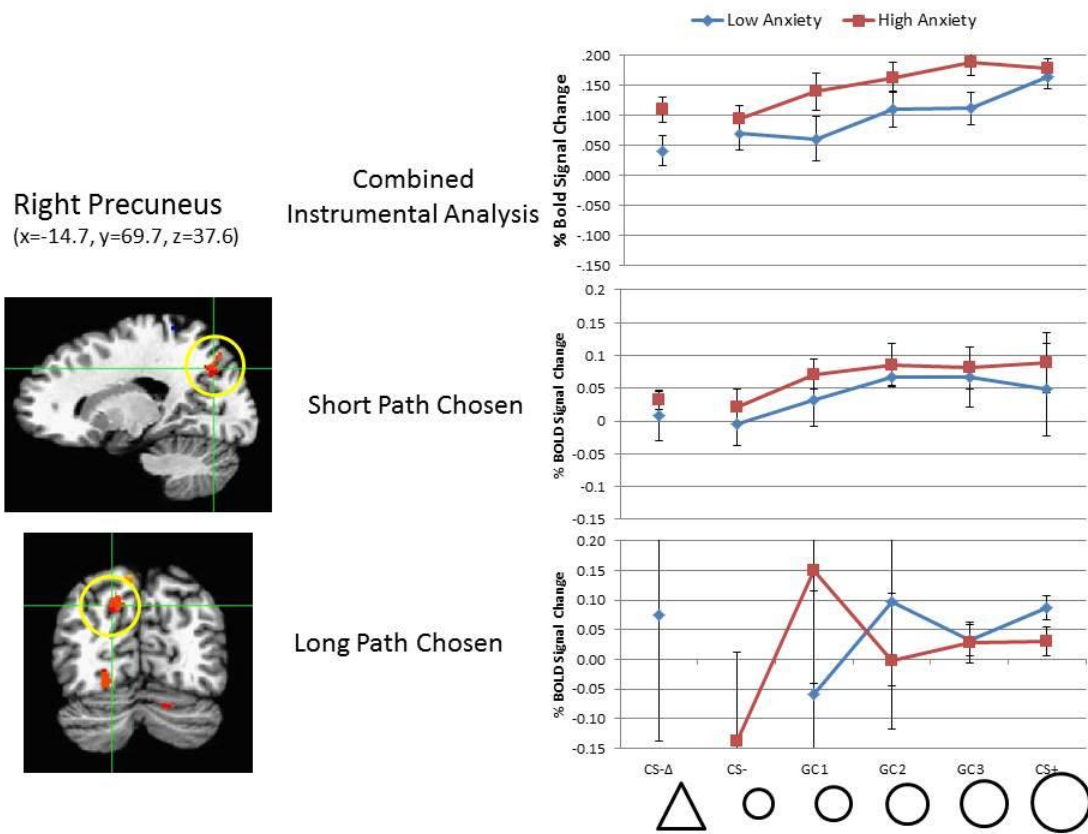 Low Anxiety High Anxiety
Right Precuneus
(x=-14.7, y=69.7, z=37.6)
Combined
Instrumental Analysis
% Bold Signal Change
.200
.150
.100
.050
.000
-.050
-.100
-.150
Short Path Chosen
% BOLD Signal Change
0.2
0.15
0.1
0.05
0
-0.05
-0.1
-0.15
Long Path Chosen
% BOLD Signal Change
0.20
0.15
0.10
0.05
0.00
-0.05
-0.10
-0.15
CS-Δ CS- GC1 GC2 GC3 CS+